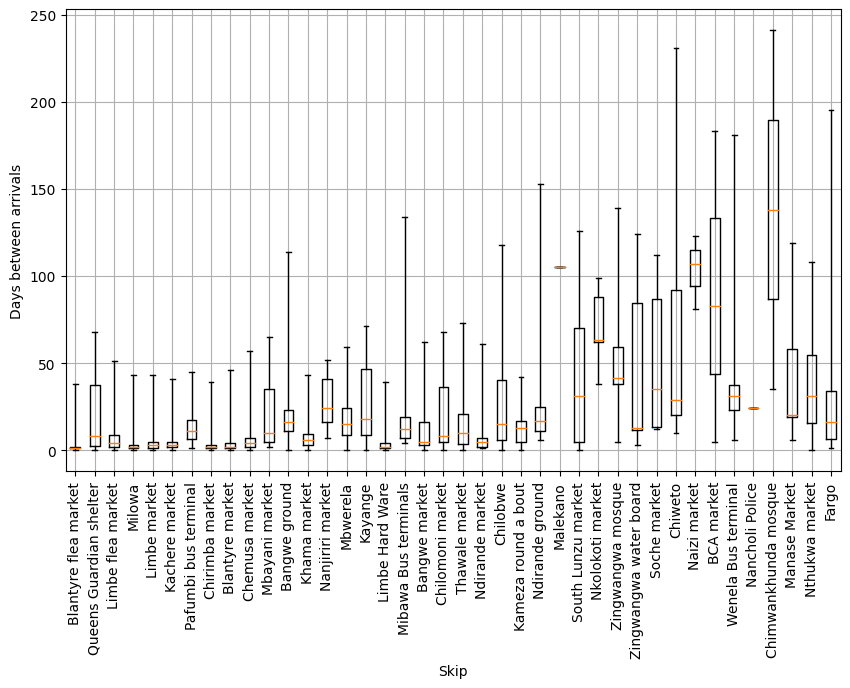 250
200
150
100
50
0
Days between arrivals
Blantyre flea market
Queens Guardian shelter
Limbe flea market
Milowa
Limbe market
Kachere market
Pafumbi bus terminal
Chirimba market
Blantyre market
Chemusa market
Mbayani market
Bangwe ground
Khama market
Nanjiriri market
Mbwerela
Kayange
Limbe Hard Ware
Mibawa Bus terminals
Bangwe market
Chilomoni market
Thawale market
Ndirande market
Chilobwe
Kameza round a bout
Ndirande ground
Malekano
South Lunzu market
Nkolokoti market
Zingwangwa mosque
Zingwangwa water board
Soche market
Chiweto
Naizi market
BCA market
Wenela Bus terminal
Nancholi Police
Chimwankhunda mosque
Manase Market
Nthukwa market
Fargo
Skip